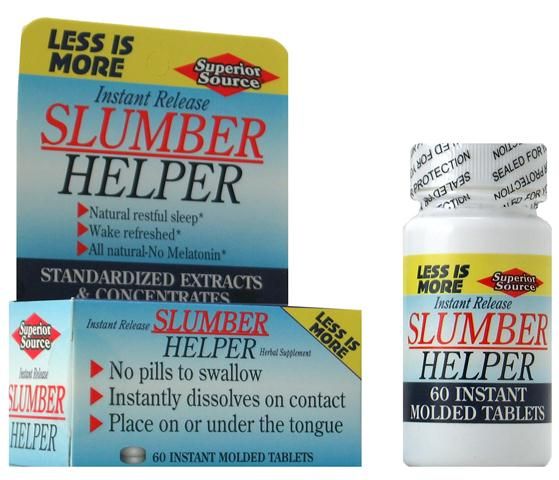 LESS IS
MORE
Superior
Source
Instant Release
SLUMBER
HELPER
Natural restful sleep*
Wake refreshed*
All natural-No Melatonin*
STANDARDIZED EXTRACTS
& CONCENTRATES
Superior
Source
Instant Release
SLUMBER
HELPER
Instant Release SLUMBER
HELPER Herbal Supplement
LESS IS
MORE
No pills to swallow
Instantly dissolves on contact
Place on or under the tongue
60 INSTANT MOLDED TABLETS
PROTECTION
SEALED FOR
PROTECTION
LESS IS
MORE
Superior
Source
Instant Release
SLUMBER
HELPER
60 INSTANT
MOLDED TABLETS